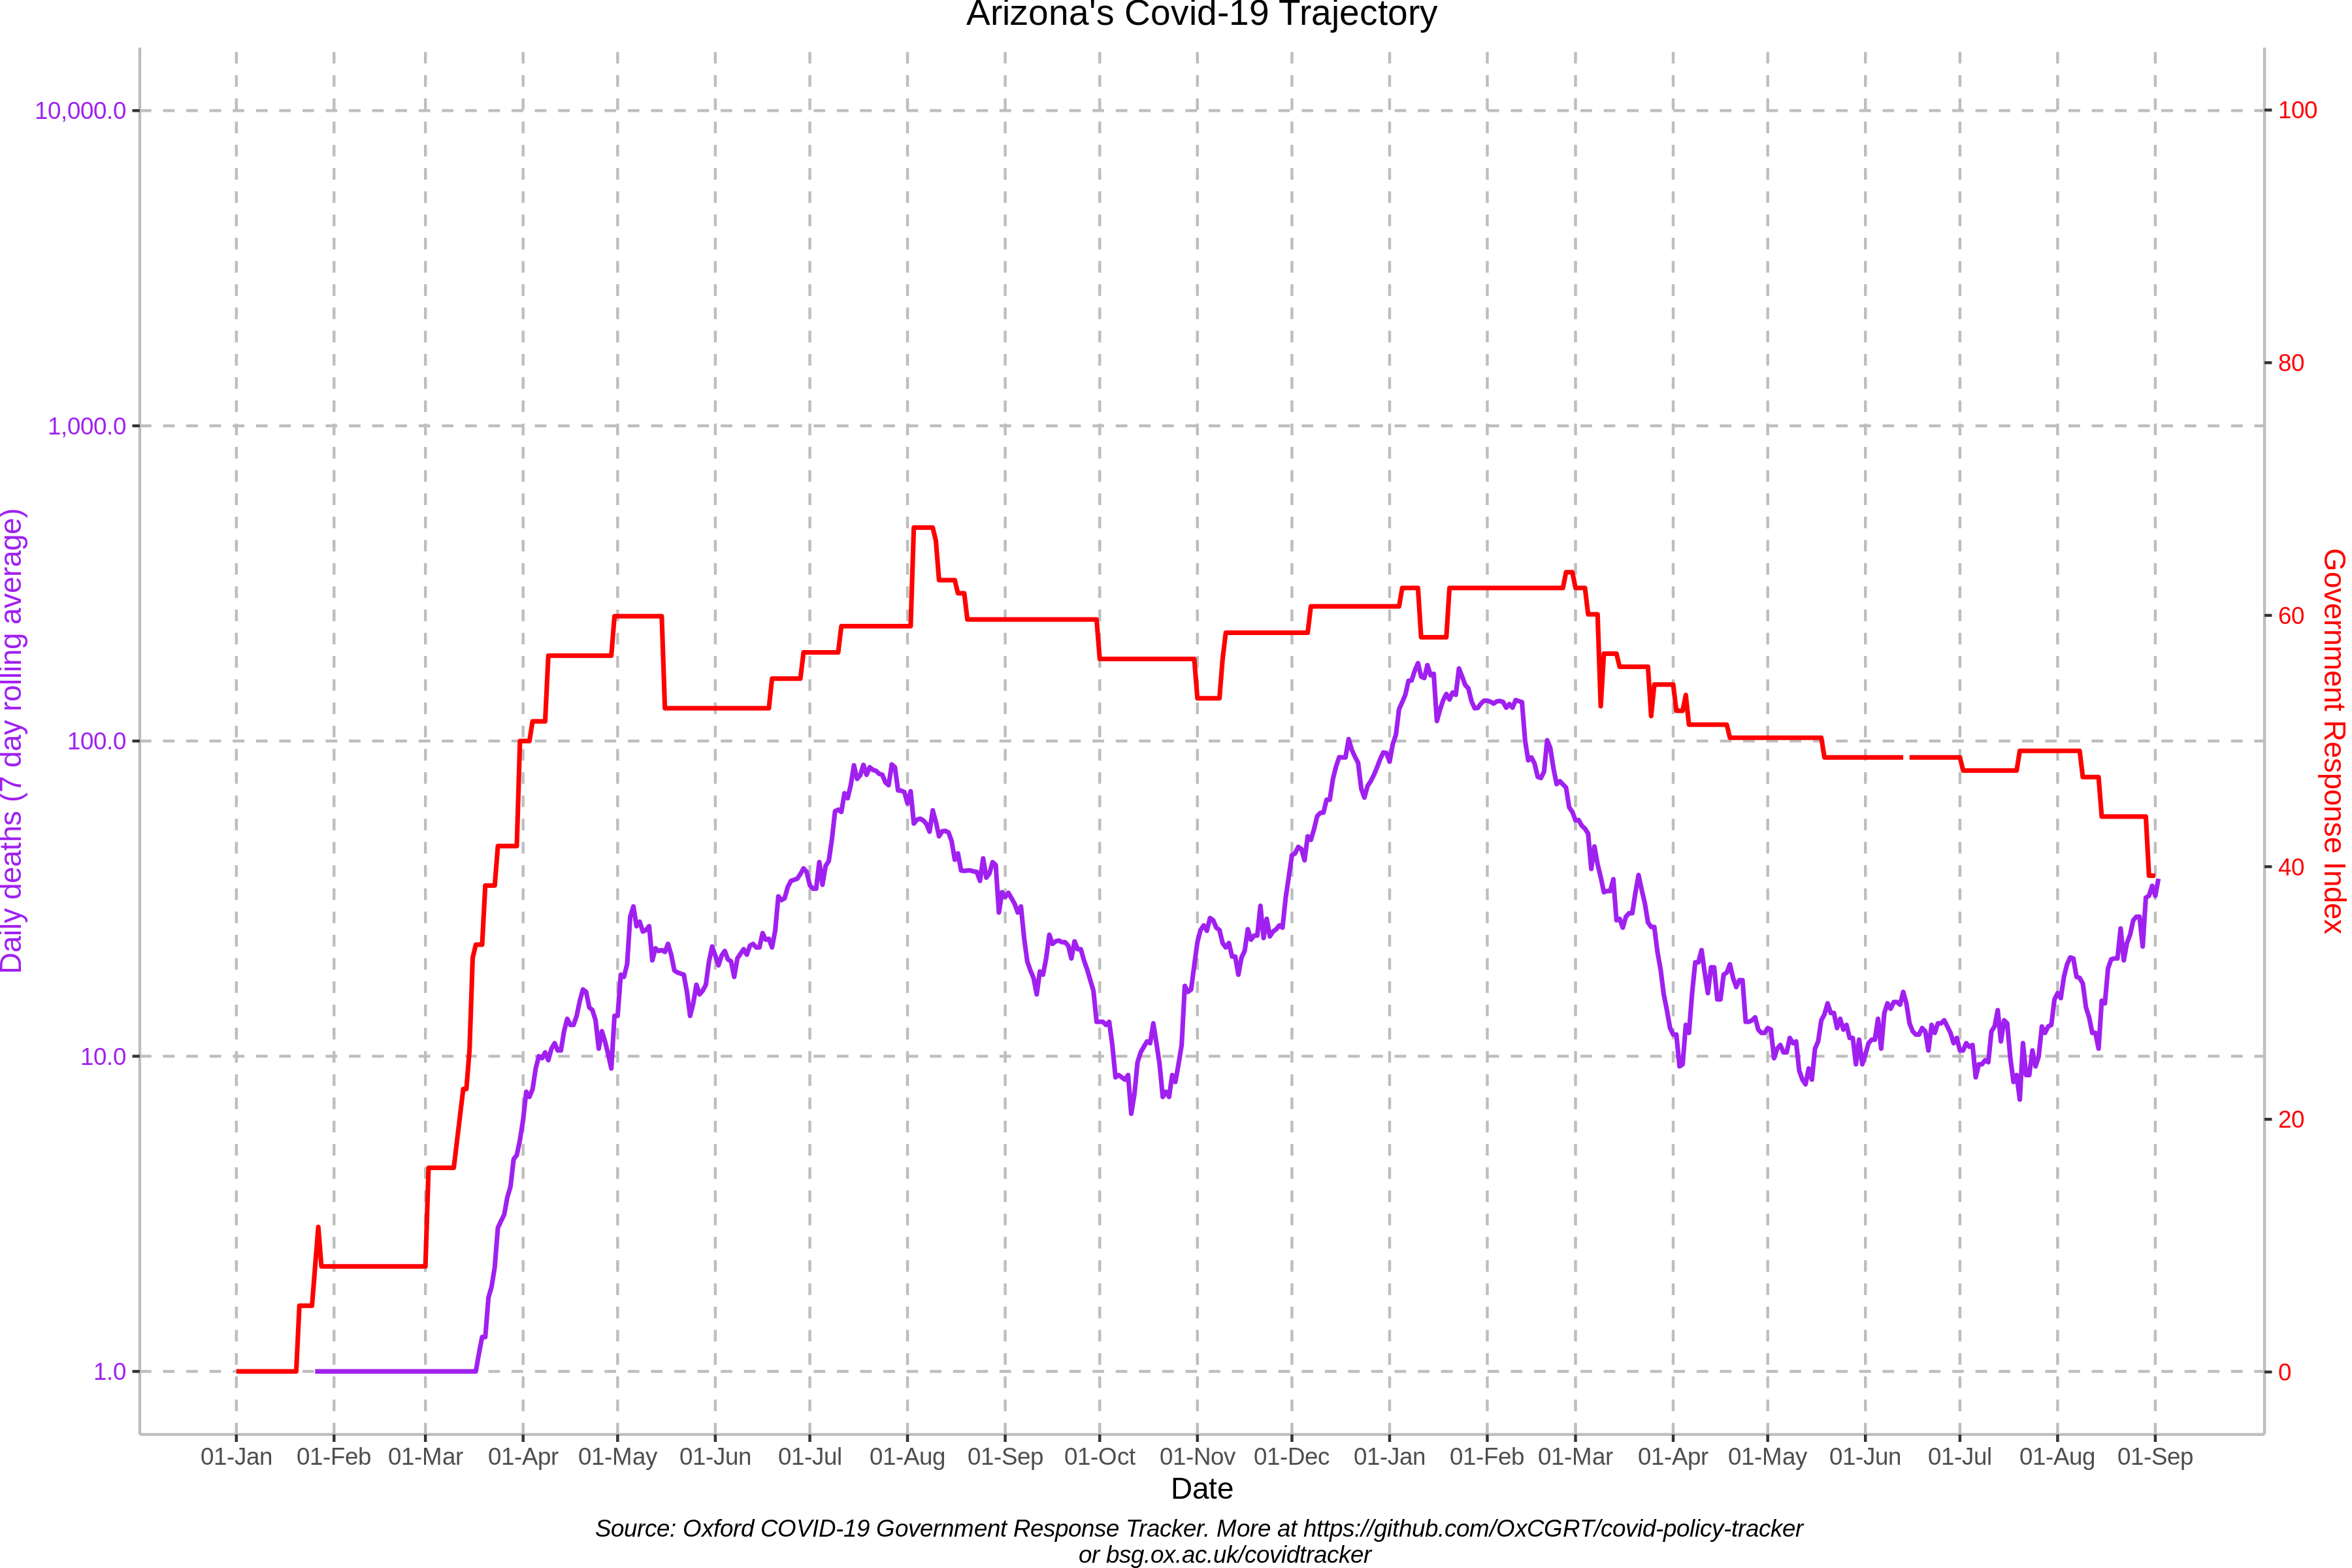 Arizona's Covid-19 Trajectory
10,000.0
1,000.0
100.0
10.0
1.0
Daily deaths (7 day rolling average)
100
80
60
40
20
0
Government Response Index
01-Jan 01-Feb 01-Mar 01-Apr 01-May 01-Jun 01-Jul 01-Aug 01-Sep 01-Oct 01-Nov 01-Dec 01-Jan 01-Feb 01-Mar 01-Apr 01-May 01-Jun 01-Jul 01-Aug 01-Sep
Date
Source: Oxford COVID-19 Government Response Tracker. More at https://github.com/OxCGRT/covid-policy-tracker
or bsg.ox.ac.uk/covidtracker